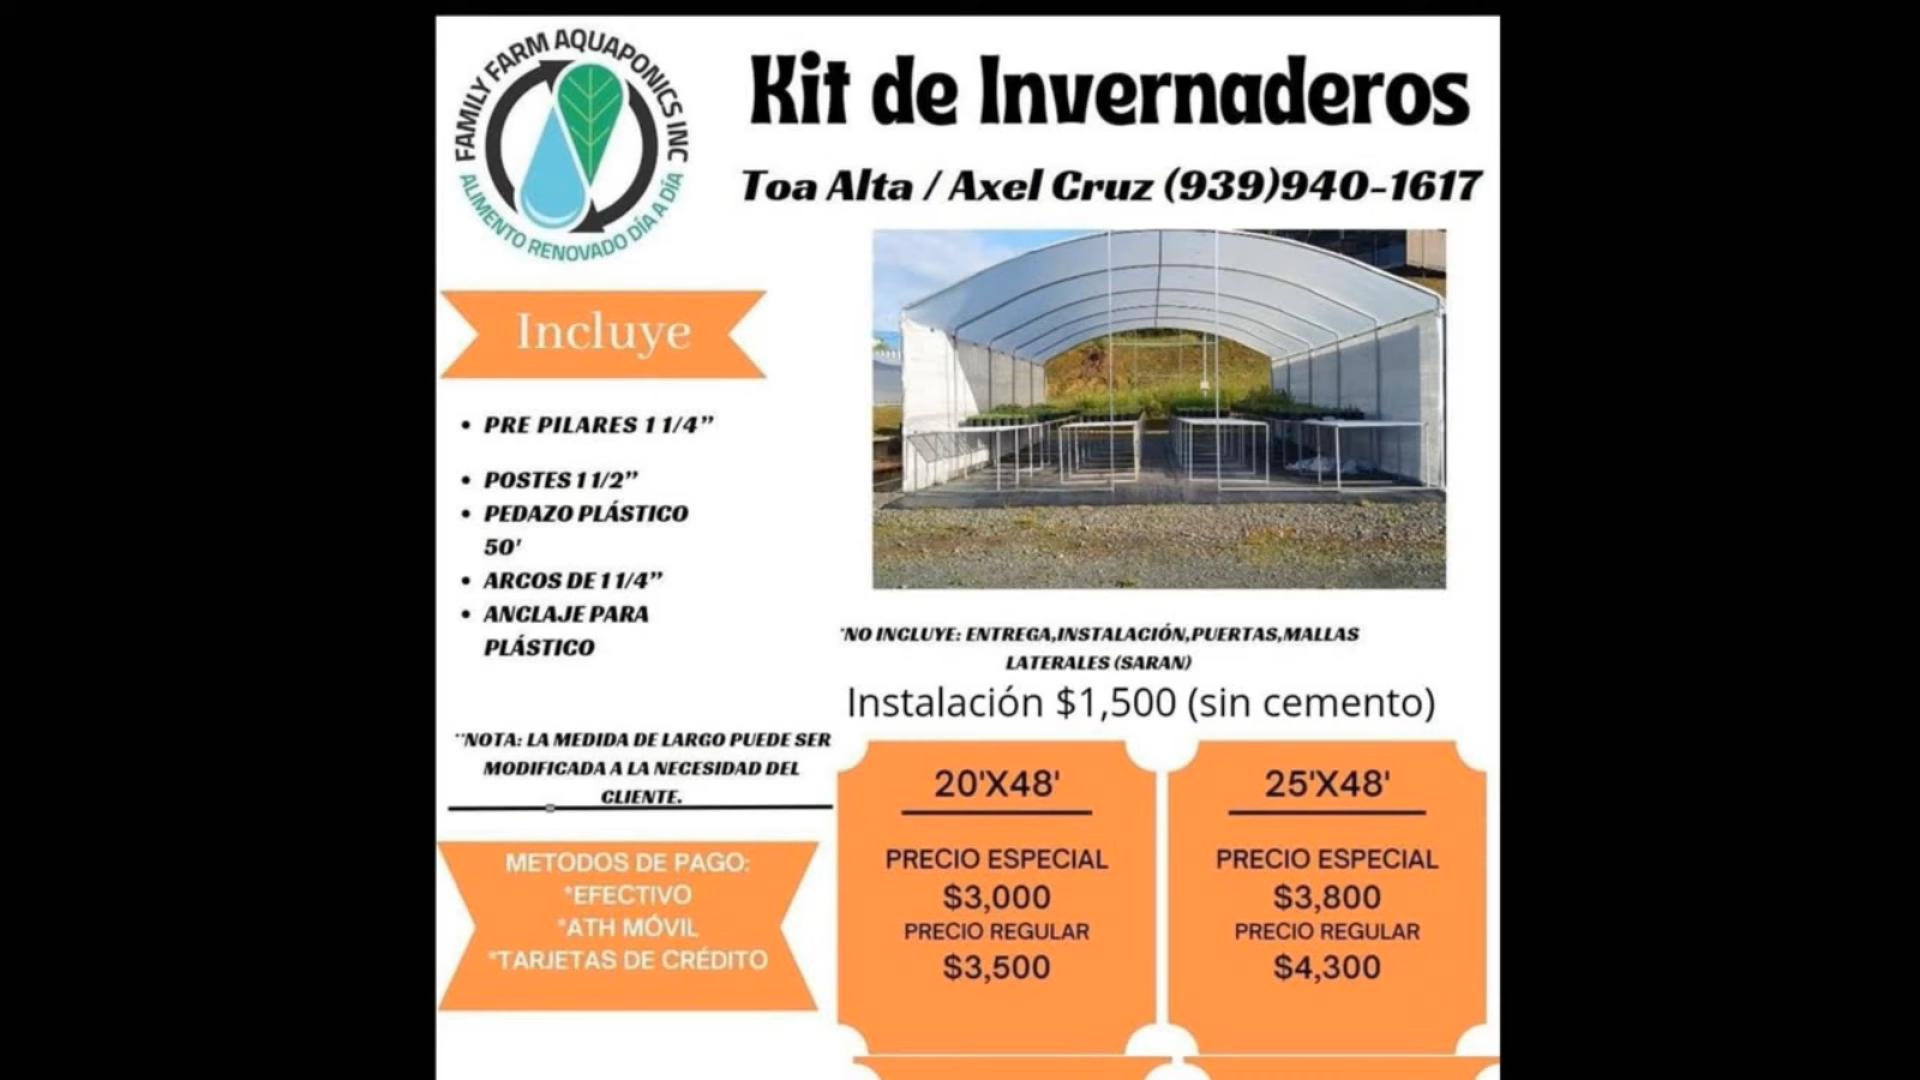 FAMILY FARM AQUAPONICS INC
ALIMENTO RENOVADO DÍA A DÍA
Kit de Invernaderos
Toa Alta / Axel Cruz (939)940-1617
Incluye
• PRE PILARES 1 1/4”
• POSTES 1 1/2”
• PEDAZO PLÁSTICO
50'
• ARCOS DE 1 1/4”
• ANCLAJE PARA
PLÁSTICO
*NO INCLUYE: ENTREGA,INSTALACIÓN,PUERTAS,MALLAS
LATERALES (SARAN)
Instalación $1,500 (sin cemento)
**NOTA: LA MEDIDA DE LARGO PUEDE SER
MODIFICADA A LA NECESIDAD DEL
CLIENTE.
METODOS DE PAGO:
*EFECTIVO
*ATH MÓVIL
*TARJETAS DE CRÉDITO
20'X48'
PRECIO ESPECIAL
$3,000
PRECIO REGULAR
$3,500
25'X48'
PRECIO ESPECIAL
$3,800
PRECIO REGULAR
$4,300